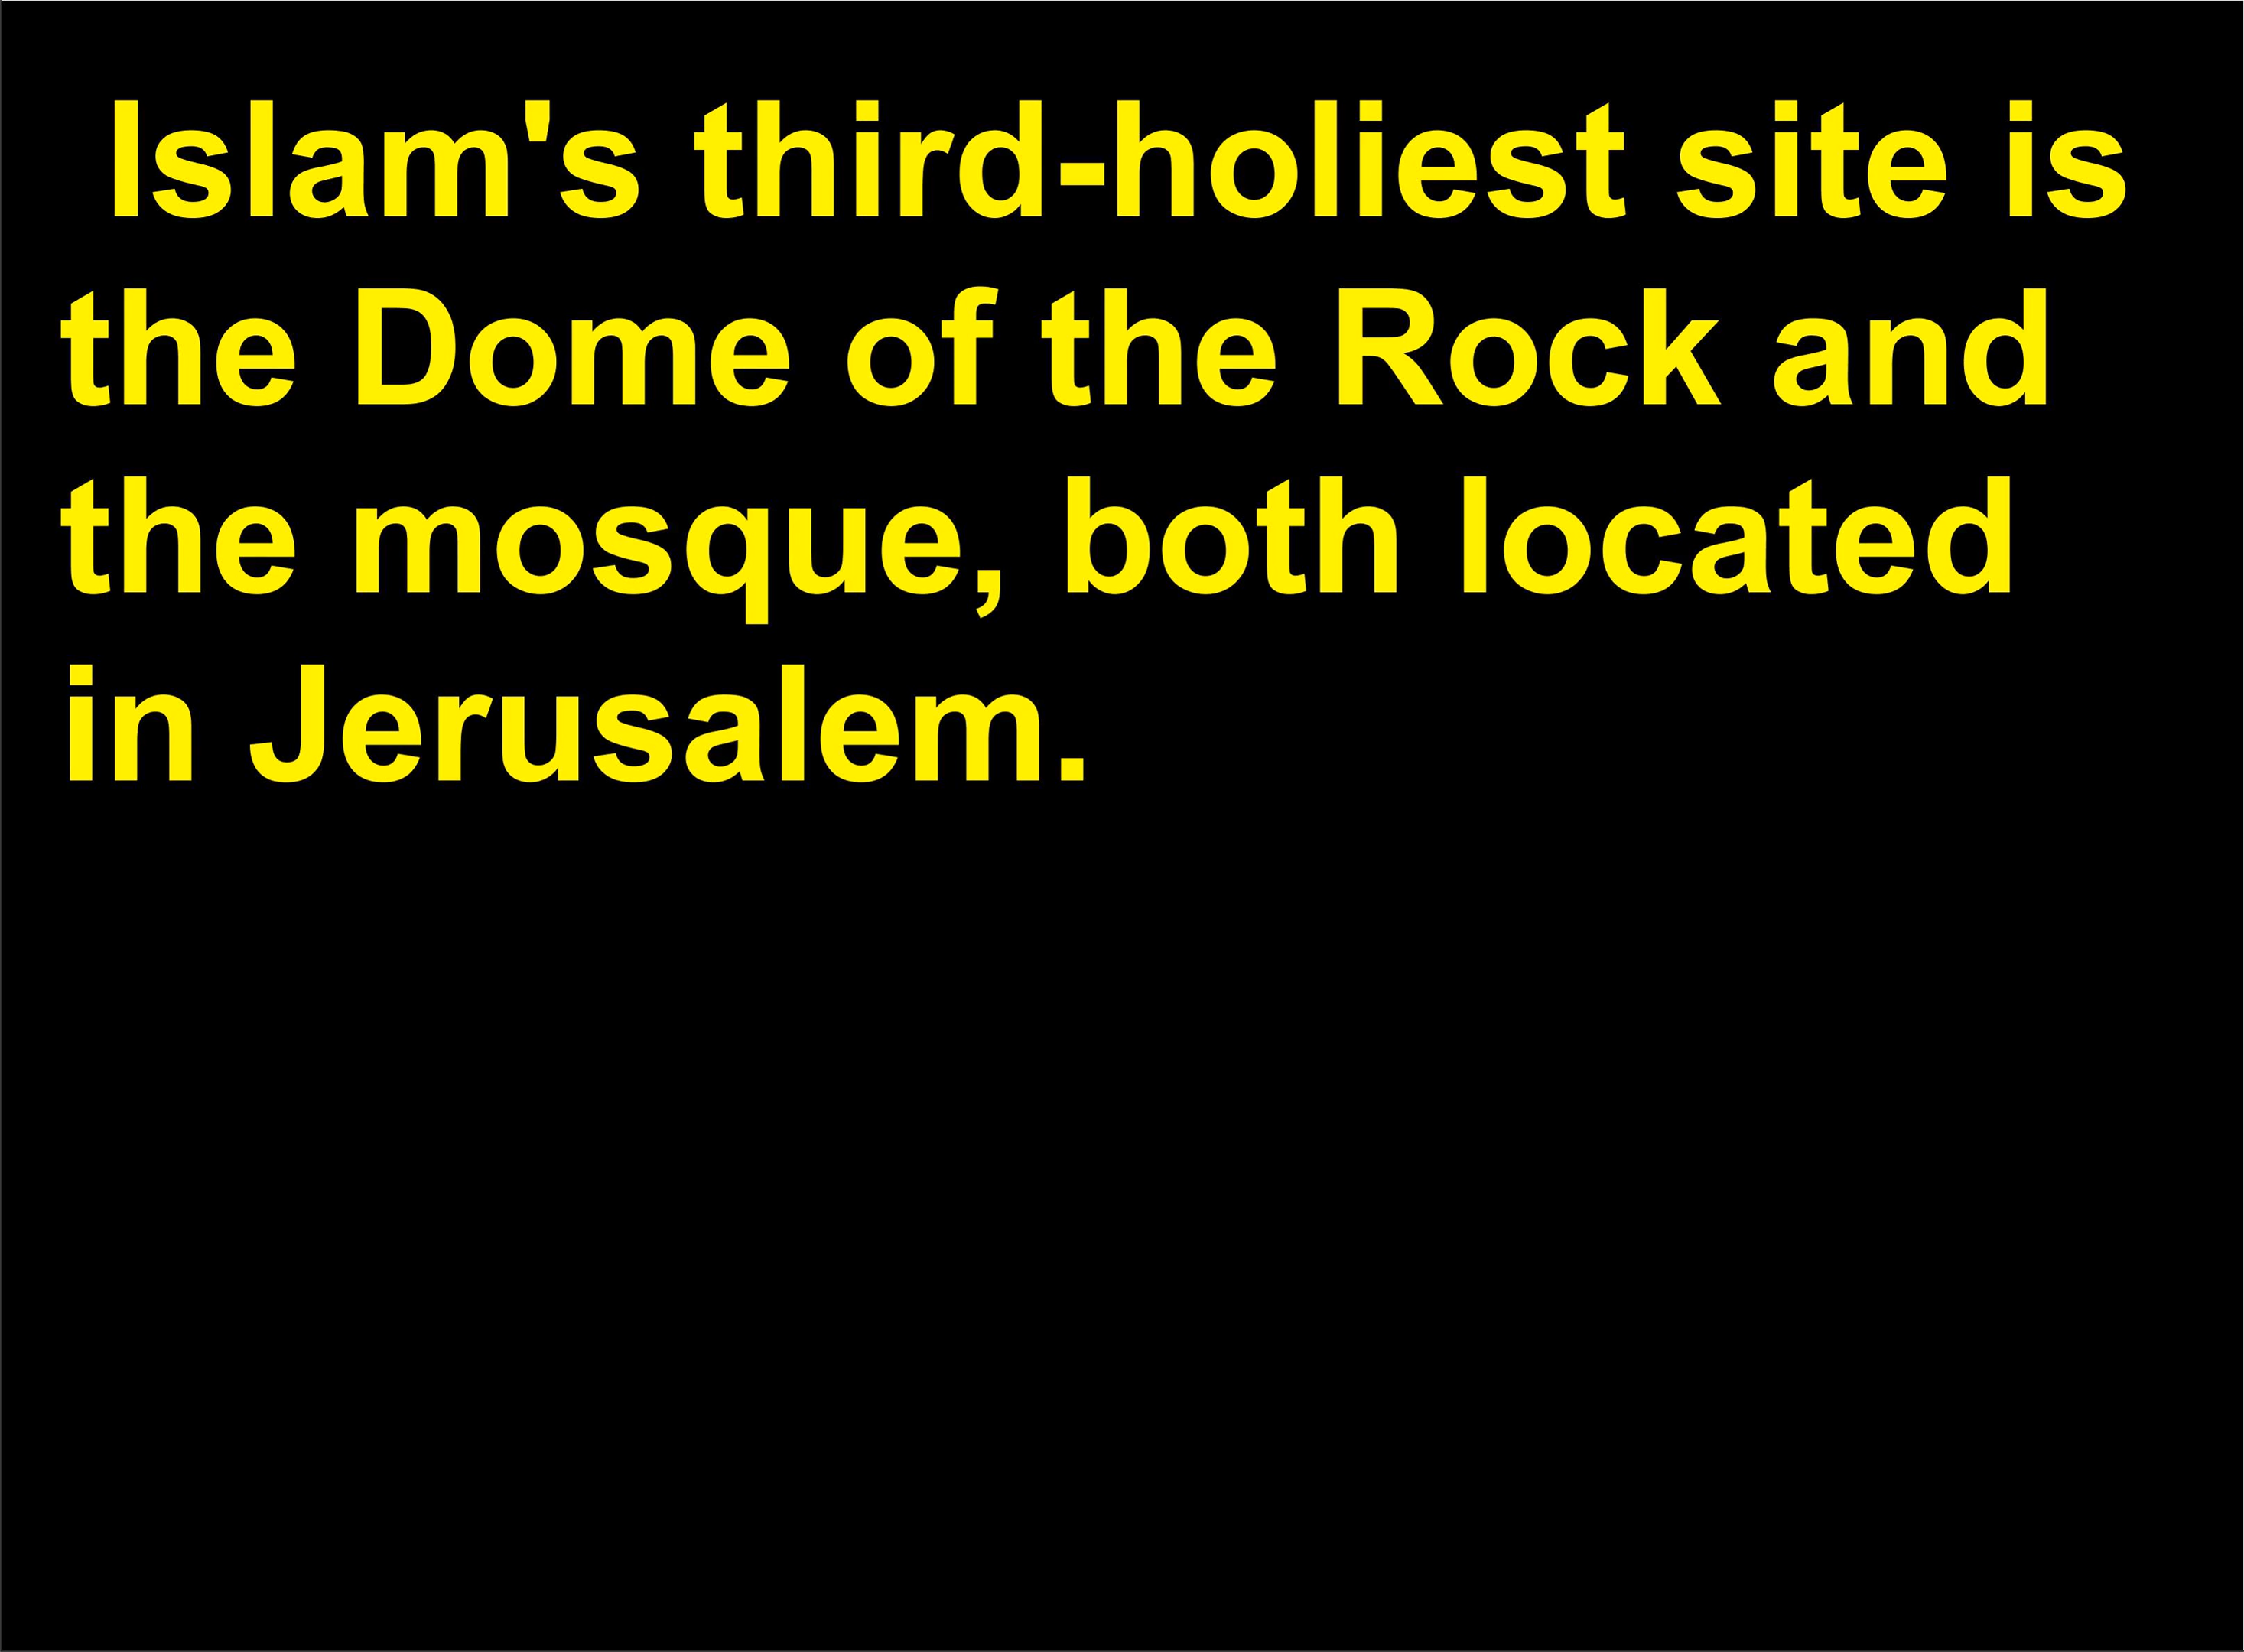 Islam's third-holiest site is
the Dome of the Rock and
the mosque, both located
in Jerusalem.